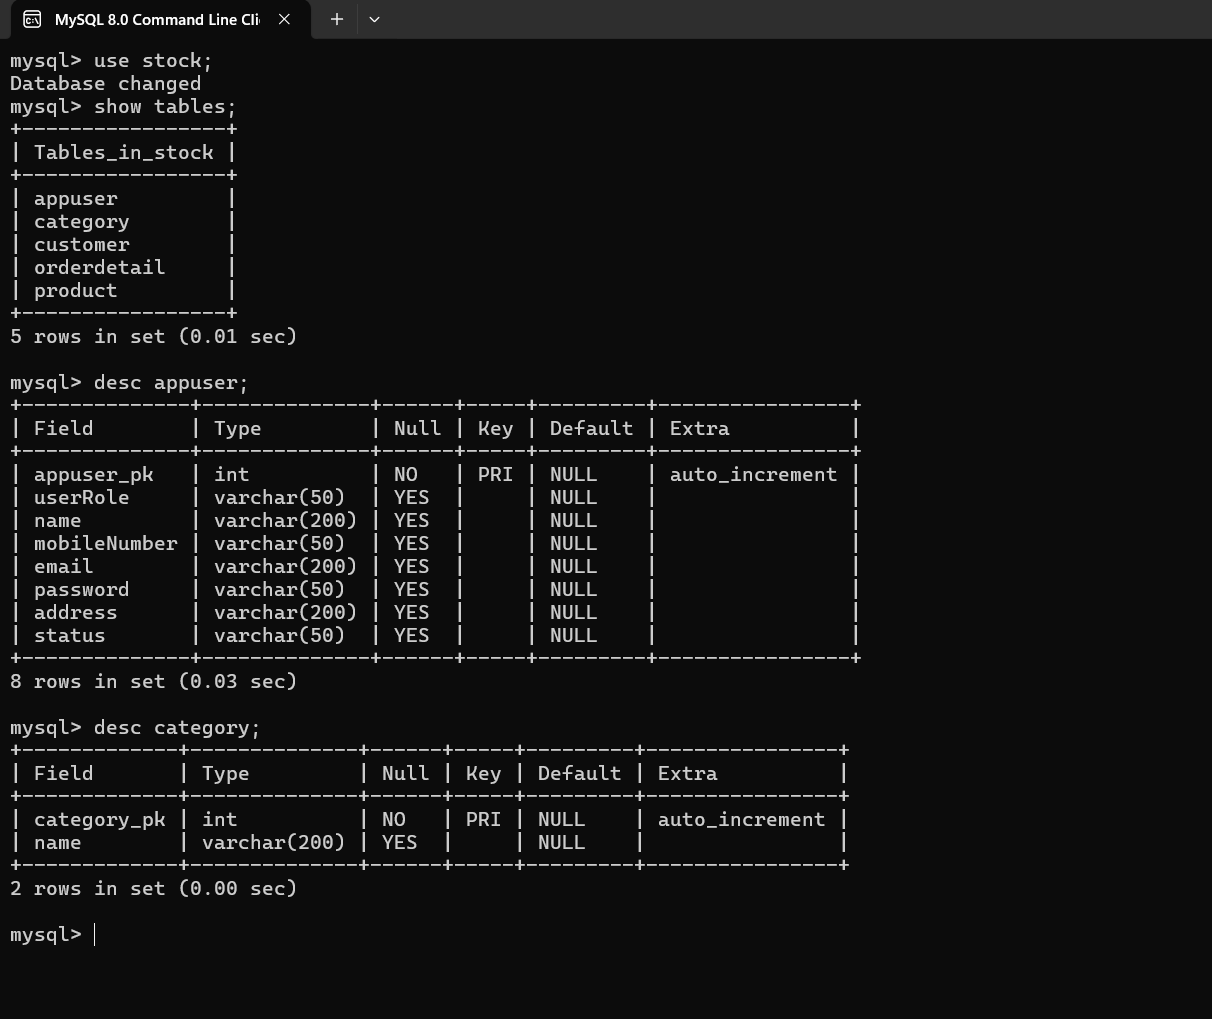 MySQL 8.0 Command Line Cli
mysql> use stock;
Database changed
mysql> show tables;
+-----------------+
| Tables_in_stock |
+-----------------+
| appuser         |
| category        |
| customer        |
| orderdetail     |
| product         |
+-----------------+
5 rows in set (0.01 sec)

mysql> desc appuser;
+--------------+--------------+------+-----+---------+----------------+
| Field        | Type         | Null | Key | Default | Extra          |
+--------------+--------------+------+-----+---------+----------------+
| appuser_pk   | int          | NO   | PRI | NULL    | auto_increment |
| userRole     | varchar(50)  | YES  |     | NULL    |                |
| name         | varchar(200) | YES  |     | NULL    |                |
| mobileNumber | varchar(50)  | YES  |     | NULL    |                |
| email        | varchar(200) | YES  |     | NULL    |                |
| password     | varchar(50)  | YES  |     | NULL    |                |
| address      | varchar(200) | YES  |     | NULL    |                |
| status       | varchar(50)  | YES  |     | NULL    |                |
+--------------+--------------+------+-----+---------+----------------+
8 rows in set (0.03 sec)

mysql> desc category;
+-------------+--------------+------+-----+---------+----------------+
| Field       | Type         | Null | Key | Default | Extra          |
+-------------+--------------+------+-----+---------+----------------+
| category_pk | int          | NO   | PRI | NULL    | auto_increment |
| name        | varchar(200) | YES  |     | NULL    |                |
+-------------+--------------+------+-----+---------+----------------+
2 rows in set (0.00 sec)

mysql>